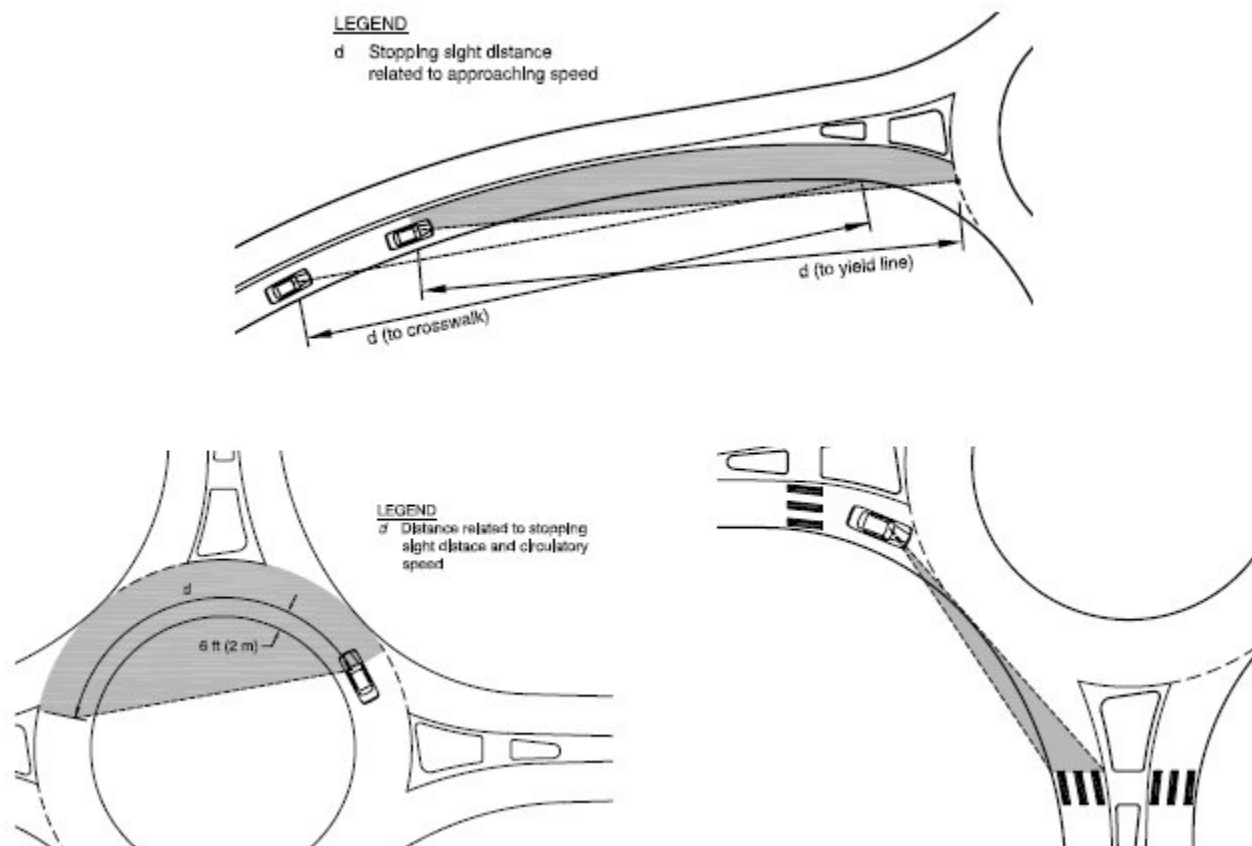 LEGEND
d Stopping sight distance
related to approaching speed
d (to yield line)
d (to crosswalk)
LEGEND
d Distance related to stopping
sight distace and circulatory
speed
d
6 ft (2 m)